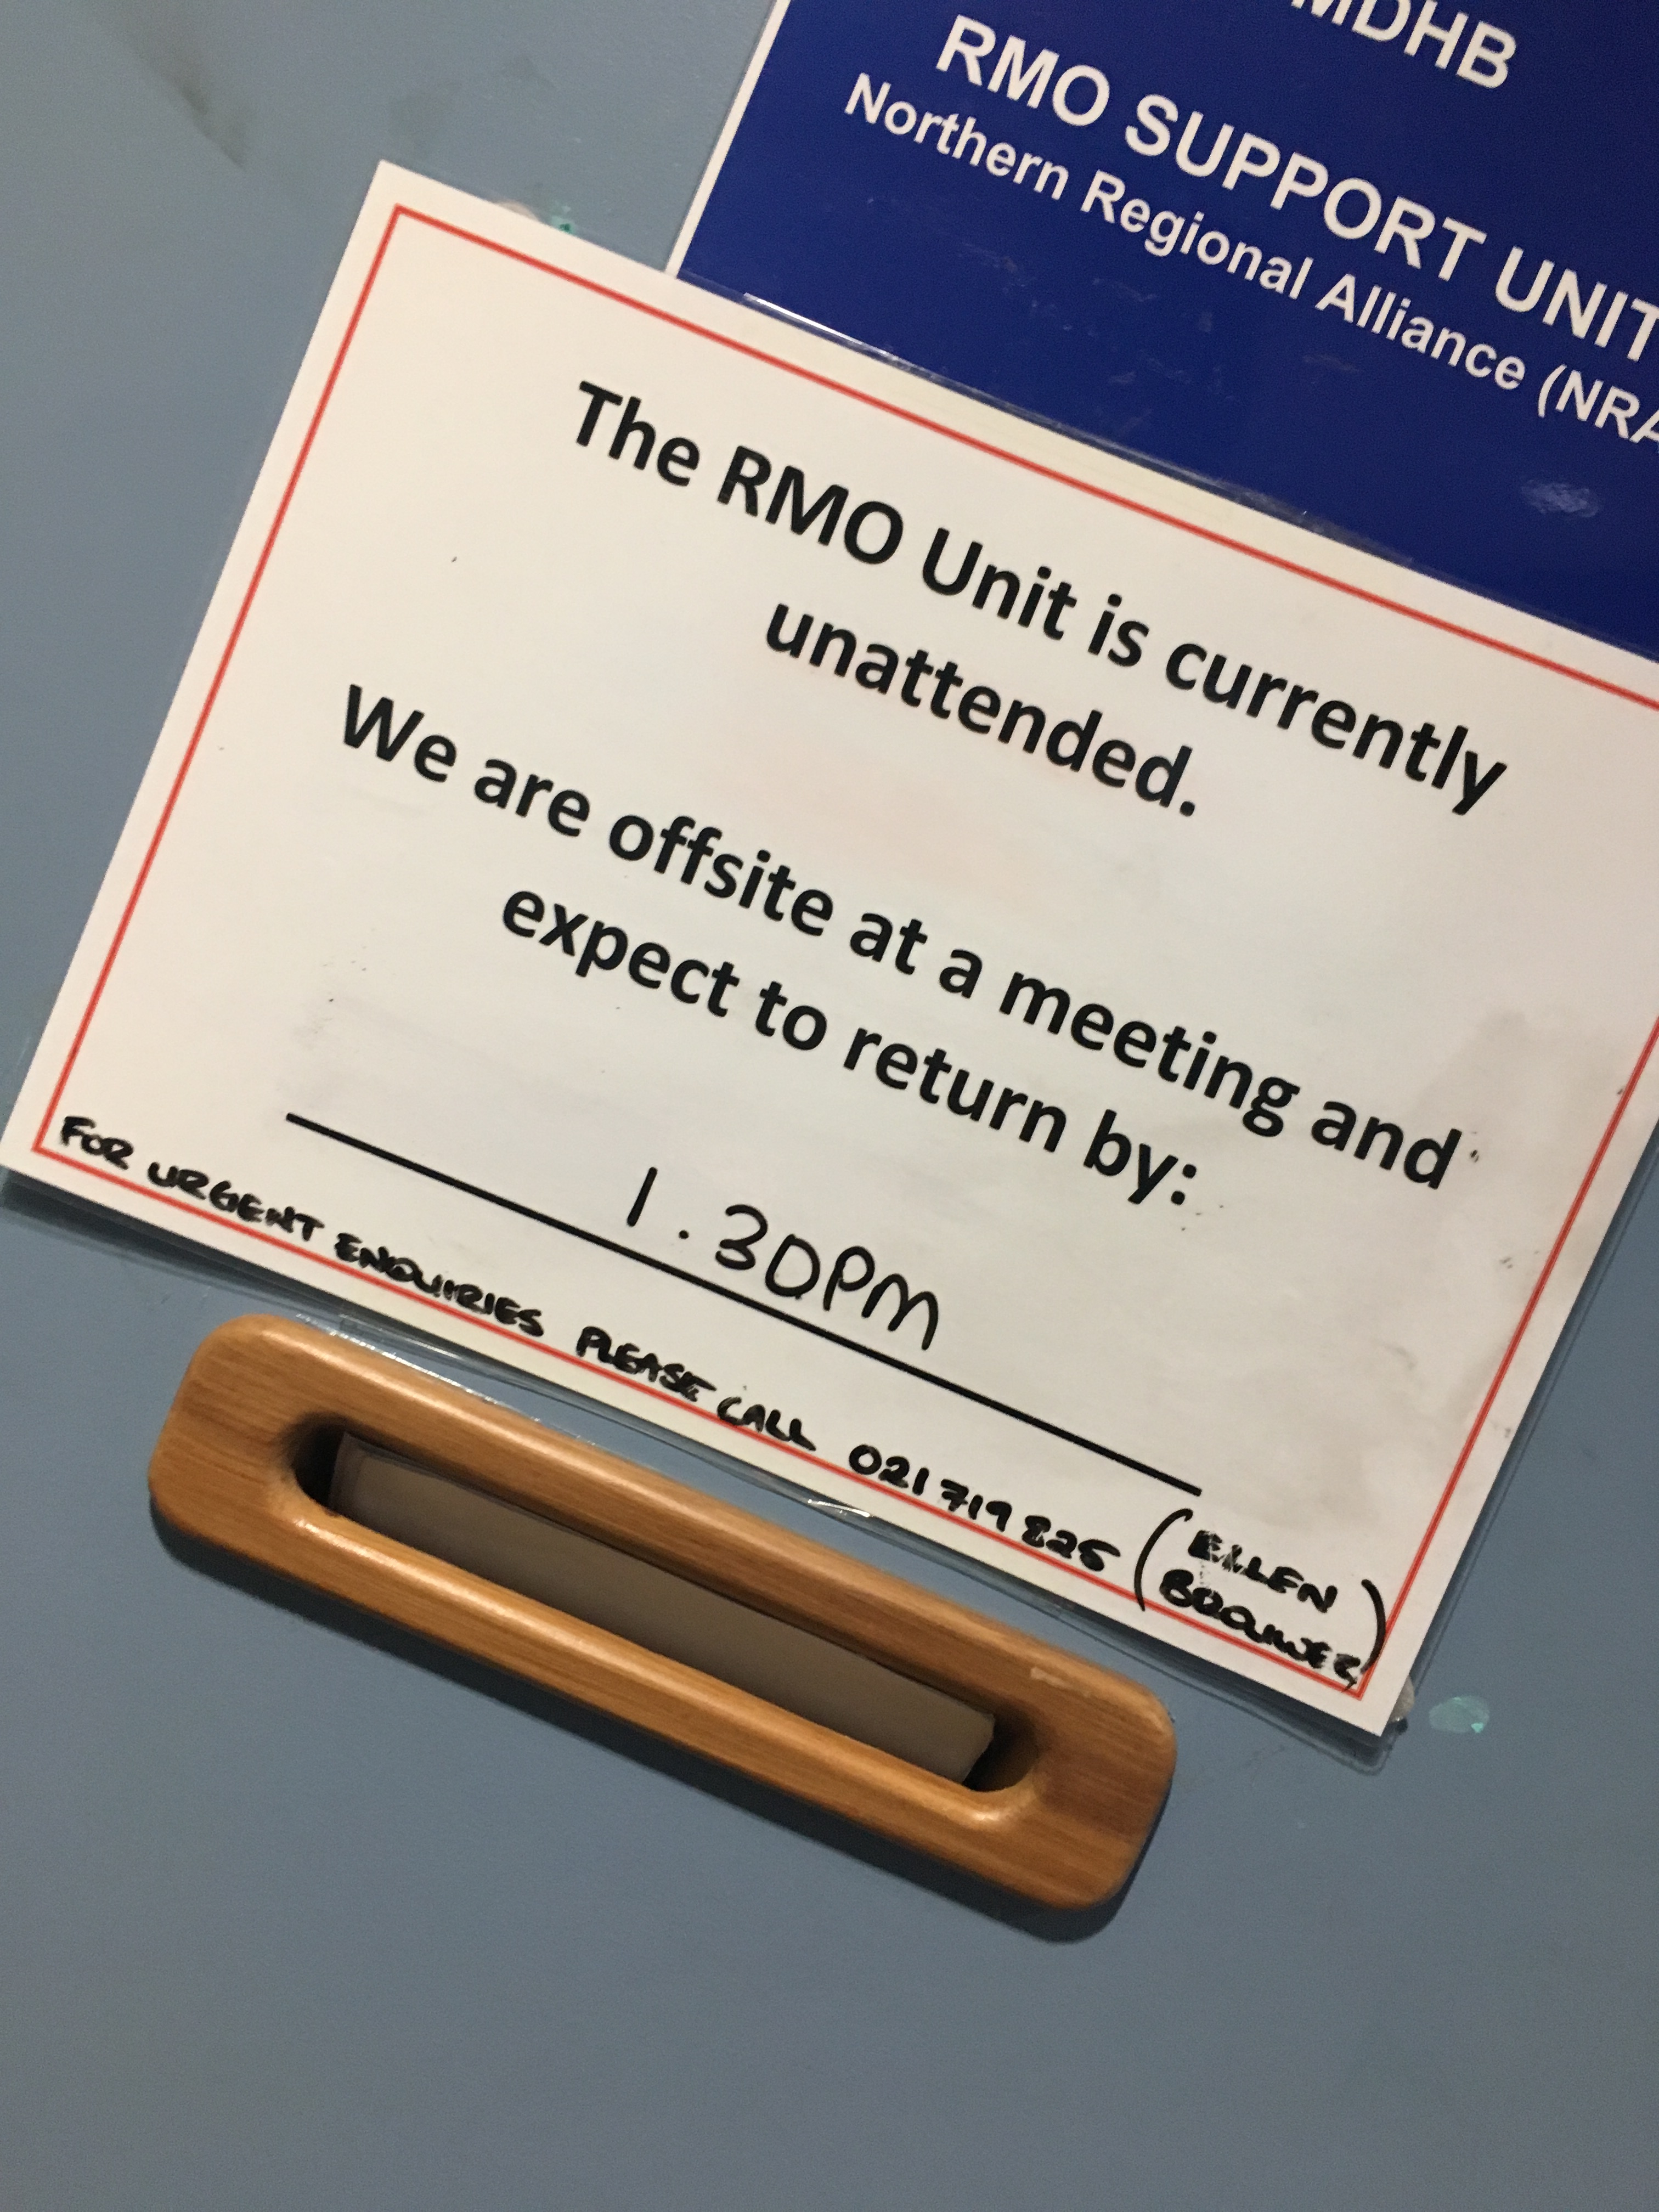 MDHB
RMO SUPPORT UNIT
Northern Regional Alliance (NRA
The RMO Unit is currently
unattended.
We are offsite at a meeting and
expect to return by:
1.30PM
FOR URGENT ENQUIRIES PLEASE CALL 021 719 825 (ELLEN
BROUWER)